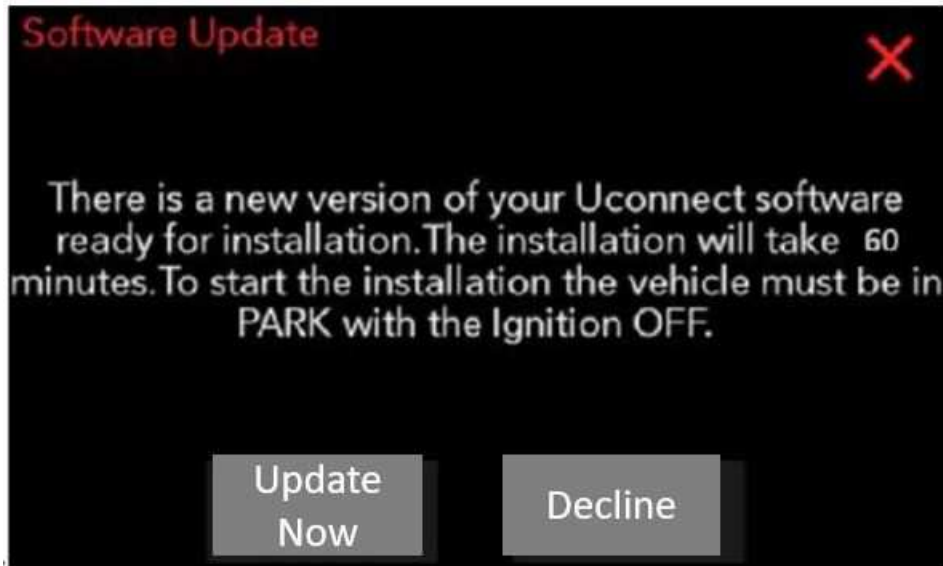 Software Update
There is a new version of your Uconnect software
ready for installation.The installation will take 60
minutes.To start the installation the vehicle must be in
PARK with the Ignition OFF.
Update
Now
Decline